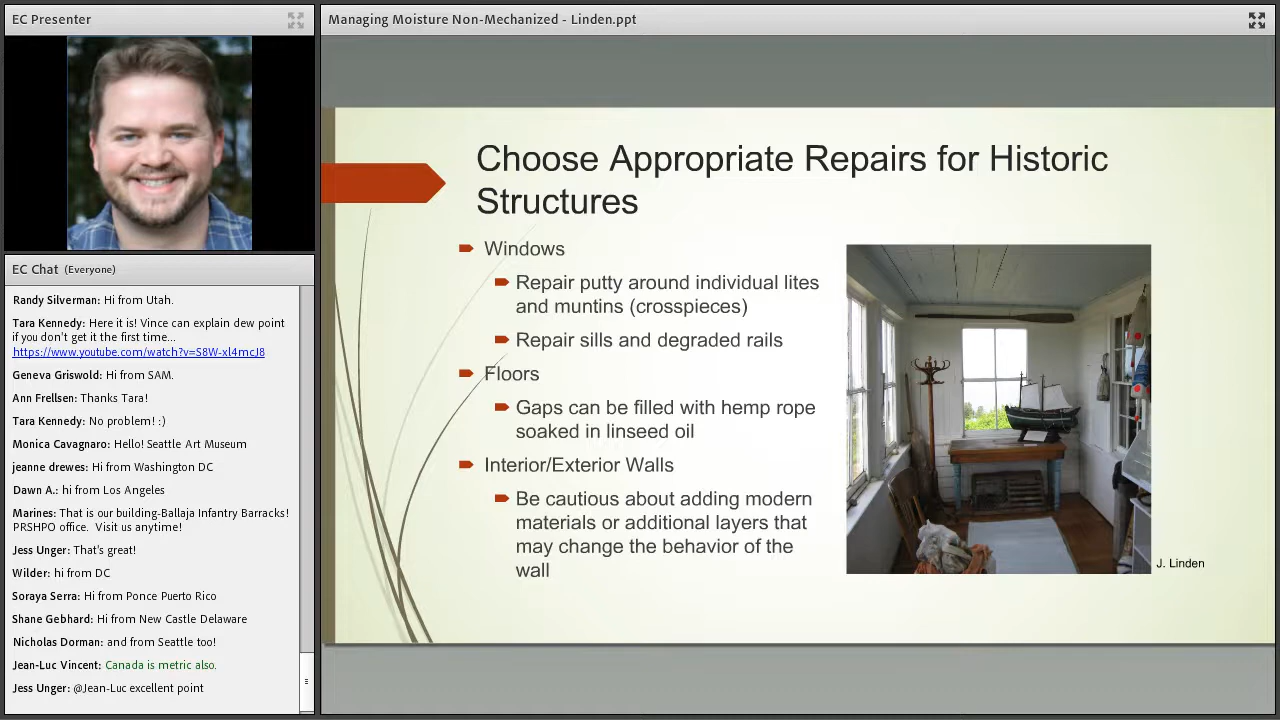 EC Presenter
EC Chat (Everyone)
Randy Silverman: Hi from Utah.
Tara Kennedy: Here it is! Vince can explain dew point
if you don't get it the first time...
https://www.youtube.com/watch?v=S8W-xl4mcJ8
Geneva Griswold: Hi from SAM.
Ann Frellsen: Thanks Tara!
Tara Kennedy: No problem! :)
Monica Cavagnaro: Hello! Seattle Art Museum
jeanne drewes: Hi from Washington DC
Dawn A.: hi from Los Angeles
Marines: That is our building-Ballaja Infantry Barracks!
PRSHPO office. Visit us anytime!
Jess Unger: That's great!
Wilder: hi from DC
Soraya Serra: Hi from Ponce Puerto Rico
Shane Gebhard: Hi from New Castle Delaware
Nicholas Dorman: and from Seattle too!
Jean-Luc Vincent: Canada is metric also.
Jess Unger: @Jean-Luc excellent point
Managing Moisture Non-Mechanized - Linden.ppt
Choose Appropriate Repairs for Historic
Structures
Windows
Repair putty around individual lites
and muntins (crosspieces)
Repair sills and degraded rails
Floors
Gaps can be filled with hemp rope
soaked in linseed oil
Interior/Exterior Walls
Be cautious about adding modern
materials or additional layers that
may change the behavior of the
wall
J. Linden